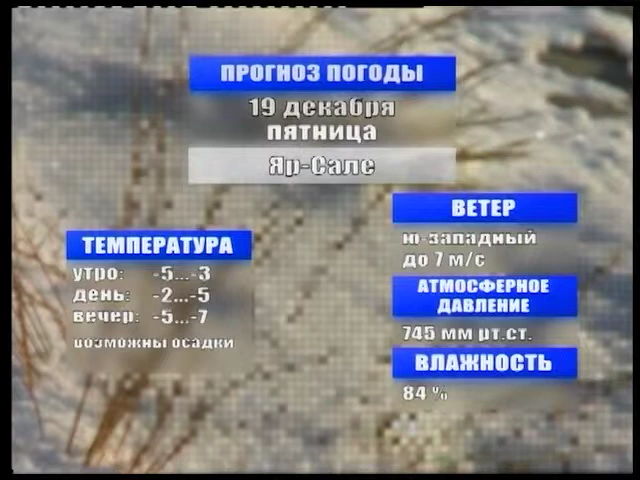 ПРОГНОЗ ПОГОДЫ
19 декабря
пятница
Яр-Сале
ТЕМПЕРАТУРА
утро: -5...-3
день: -2...-5
вечер: -5...-7
возможны осадки
ВЕТЕР
ю-западный
до 7 м/с
АТМОСФЕРНОЕ
ДАВЛЕНИЕ
745 мм рт.ст.
ВЛАЖНОСТЬ
84 %